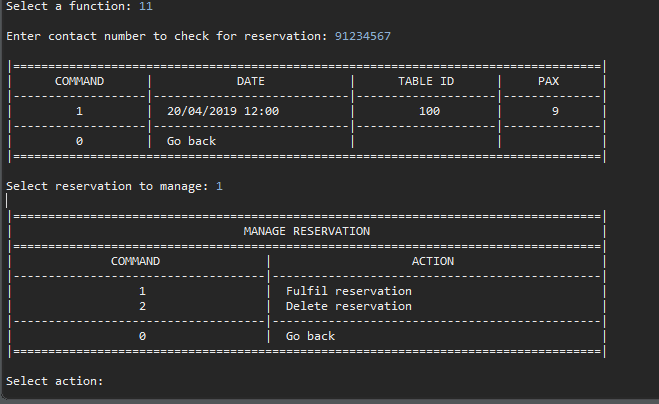 Select a function: 11
Enter contact number to check for reservation: 91234567
|====================================================================================|
| COMMAND | DATE | TABLE ID | PAX |
|-------------------|----------------------------|--------------------|--------------|
| 1 | 20/04/2019 12:00 | 100 | 9 |
|-------------------|----------------------------|--------------------|--------------|
| 0 | Go back | | |
|====================================================================================|
Select reservation to manage: 1
|====================================================================================|
| MANAGE RESERVATION |
|====================================================================================|
| COMMAND | ACTION |
|------------------------------------|-----------------------------------------------|
| 1 | Fulfil reservation |
| 2 | Delete reservation |
|------------------------------------|-----------------------------------------------|
| 0 | Go back |
|====================================================================================|
Select action: